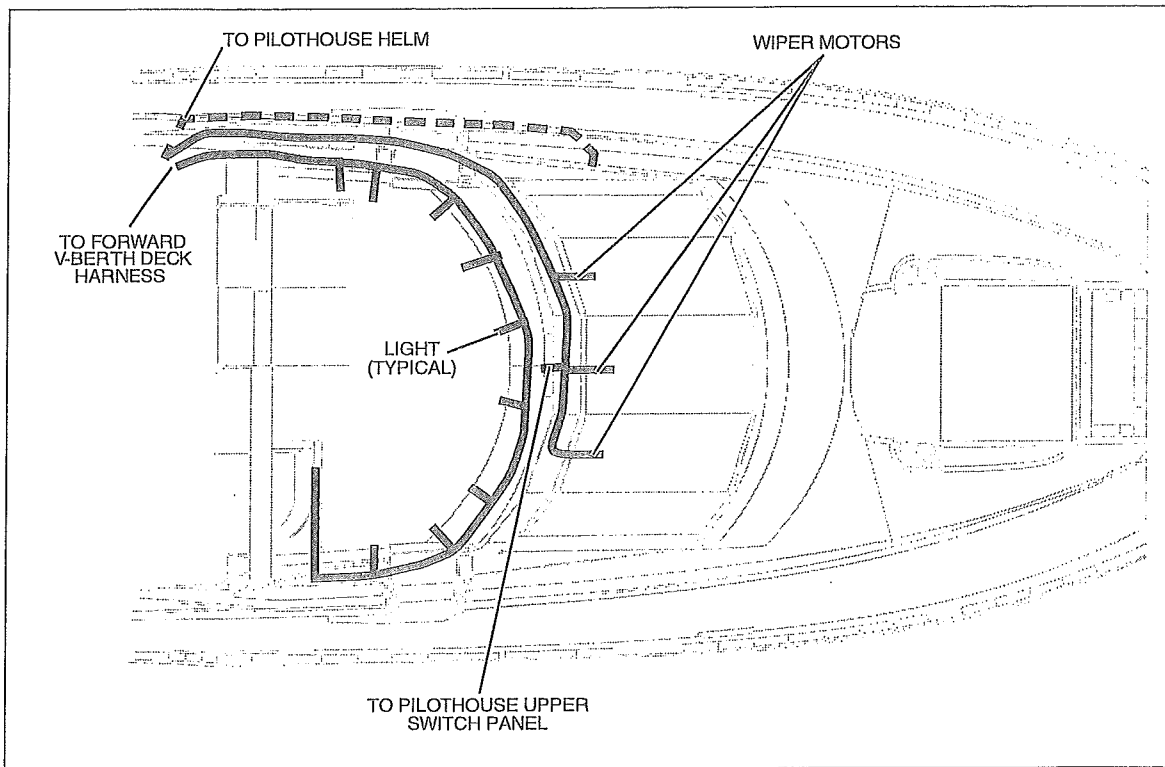 TO PILOTHOUSE HELM
WIPER MOTORS
TO FORWARD
V-BERTH DECK
HARNESS
LIGHT
(TYPICAL)
TO PILOTHOUSE UPPER
SWITCH PANEL